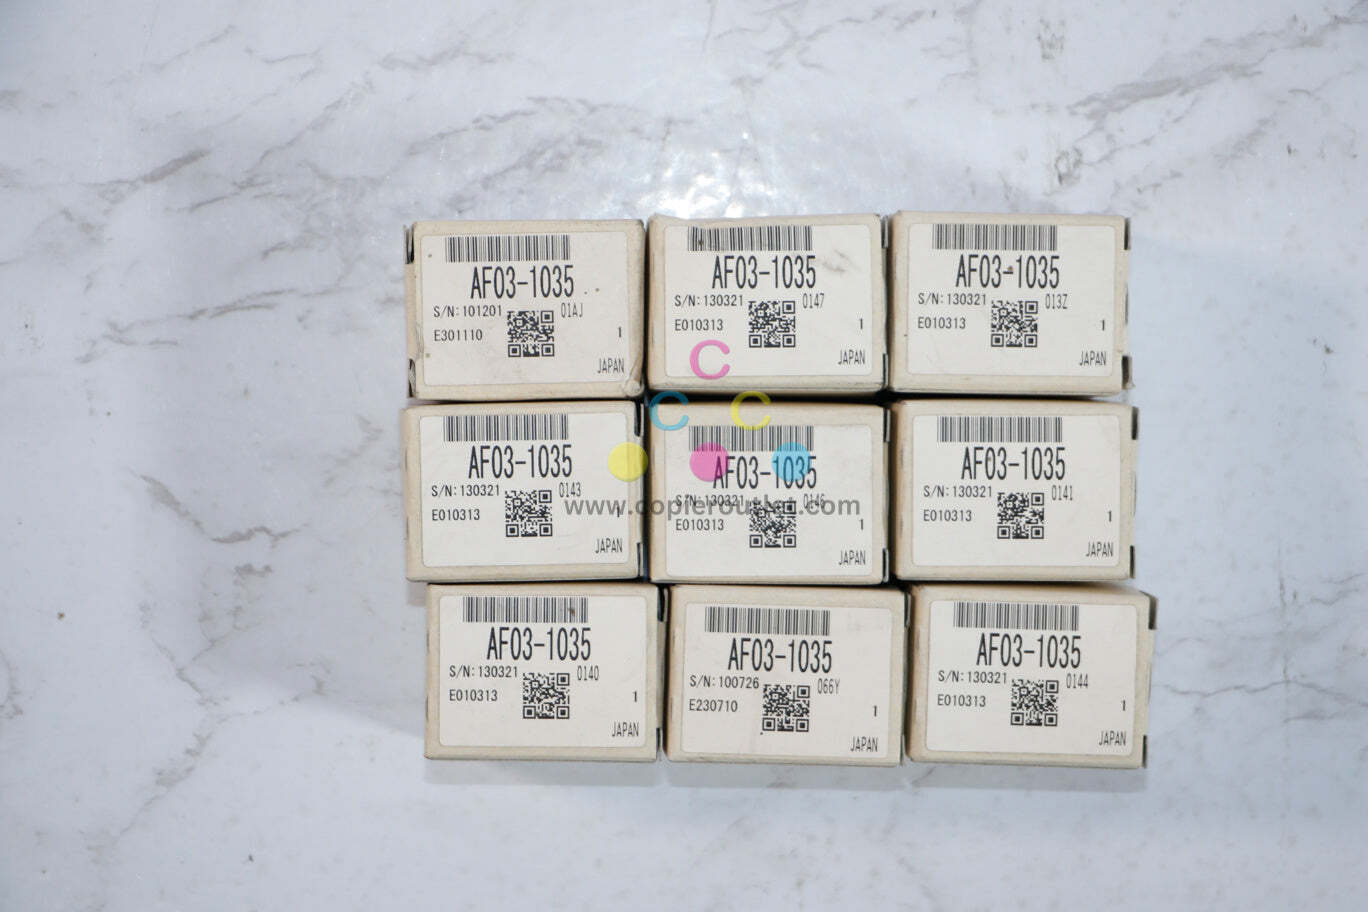 AF03-1035
S/N:101201 01AJ
E301110 1
JAPAN
AF03-1035
S/N:130321 0147
E010313 1
JAPAN
AF03-1035
S/N:130321 013Z
E010313 1
JAPAN
C
C C
AF03-1035
S/N:130321 0143
E010313 1
JAPAN
AF03-1035
S/N:130321 0146
E010313 1
JAPAN
AF03-1035
S/N:130321 0141
E010313 1
JAPAN
www.copieroutlet.com
AF03-1035
S/N:130321 0140
E010313 1
JAPAN
AF03-1035
S/N:100726 066Y
E230710 1
JAPAN
AF03-1035
S/N:130321 0144
E010313 1
JAPAN